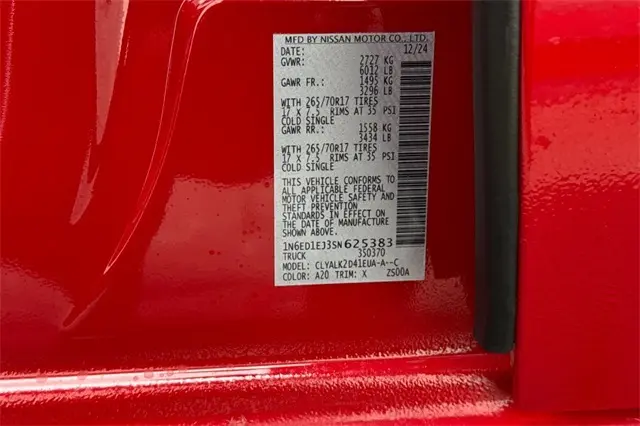 MFD BY NISSAN MOTOR CO., LTD.
DATE: 12/24
GVWR: 2727 KG
6012 LB
GAWR FR.: 1495 KG
3296 LB
WITH 265/70R17 TIRES
17 X 7.5 RIMS AT 35 PSI
COLD SINGLE
GAWR RR.: 1558 KG
3434 LB
WITH 265/70R17 TIRES
17 X 7.5 RIMS AT 35 PSI
COLD SINGLE
THIS VEHICLE CONFORMS TO
ALL APPLICABLE FEDERAL
MOTOR VEHICLE SAFETY AND
THEFT PREVENTION
STANDARDS IN EFFECT ON
THE DATE OF MANUFACTURE
SHOWN ABOVE.
1N6ED1EJ3SN625383
TRUCK 350370
MODEL: CLYALK2D41EUA-A--C
COLOR: A20 TRIM: X ZS00A